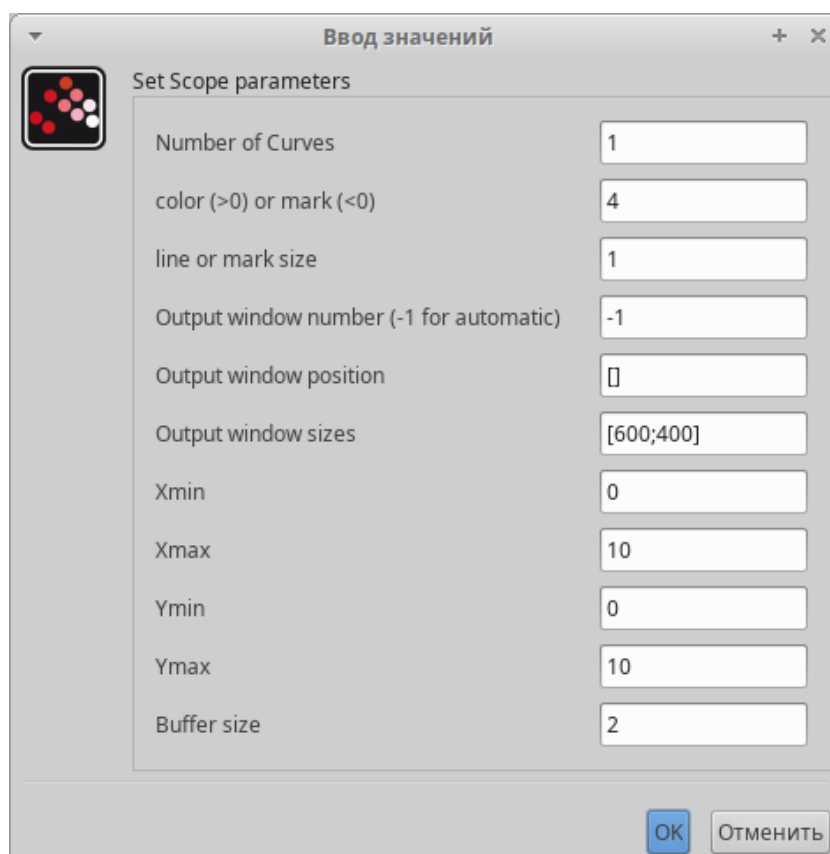 Ввод значений
Set Scope parameters
Number of Curves 1
color (>0) or mark (<0) 4
line or mark size 1
Output window number (-1 for automatic) -1
Output window position []
Output window sizes [600;400]
Xmin 0
Xmax 10
Ymin 0
Ymax 10
Buffer size 2
OK Отменить